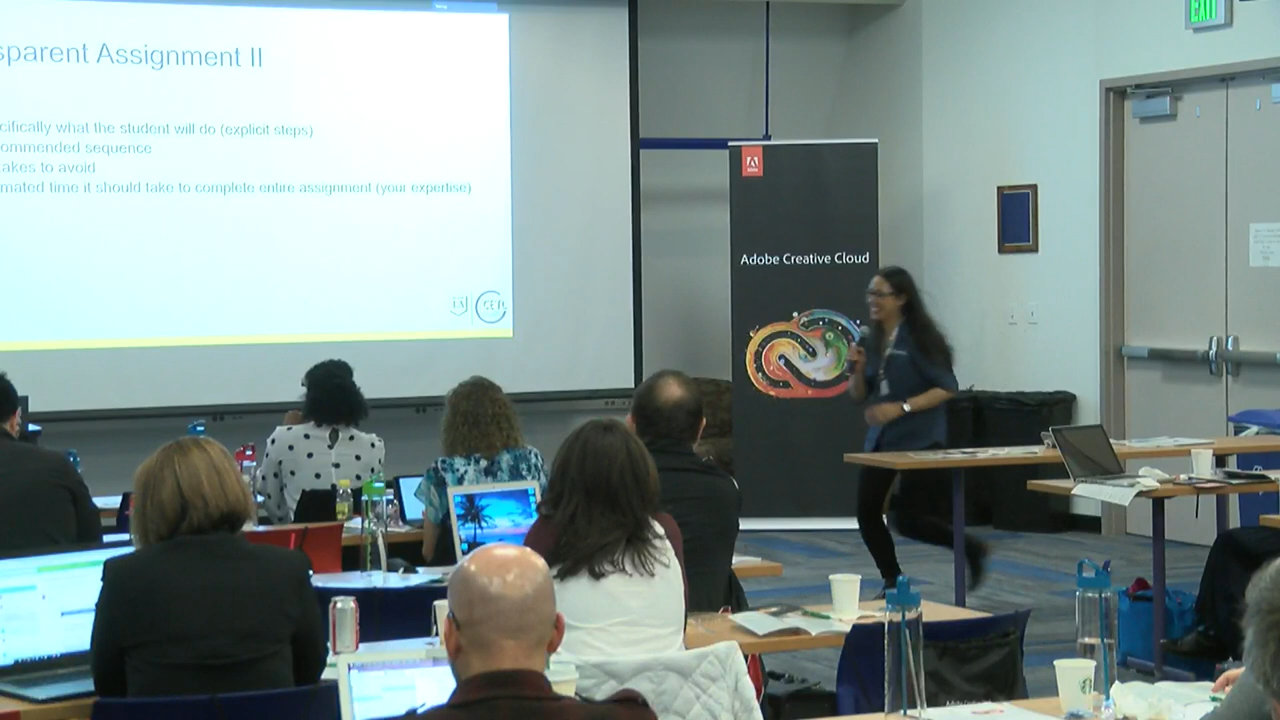 EXIT
sparent Assignment II
cifically what the student will do (explicit steps)
ommended sequence
akes to avoid
mated time it should take to complete entire assignment (your expertise)
Adobe Creative Cloud